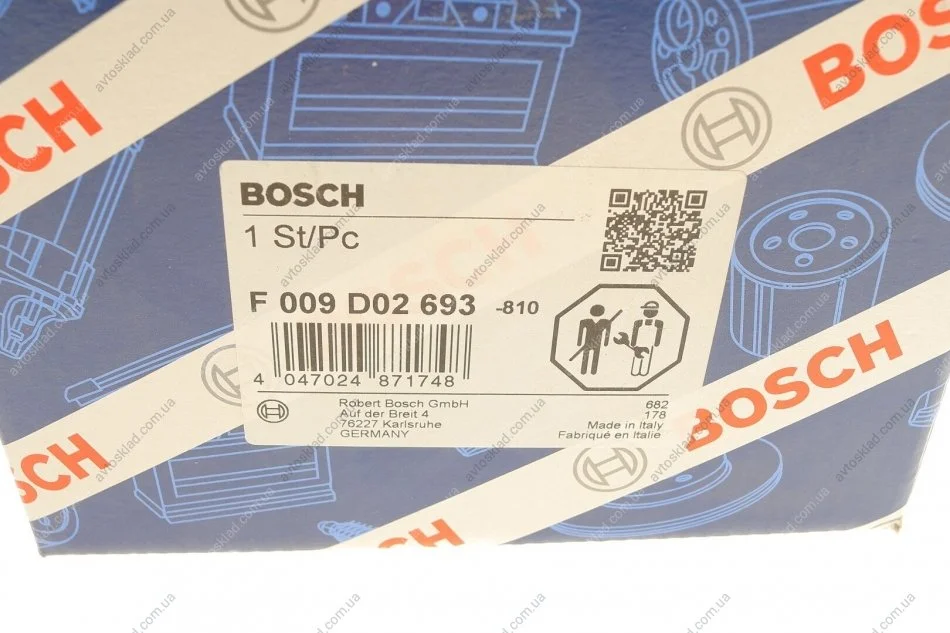 BOSCH
BOSCH
1 St/Pc
F 009 D02 693 -810
4 047024 871748
Robert Bosch GmbH
Auf der Breit 4
76227 Karlsruhe
GERMANY
682
178
Made in Italy
Fabriqué en Italie
BOSCH
BOSCH
BOSCH
BOSCH
avtosklad.com.ua